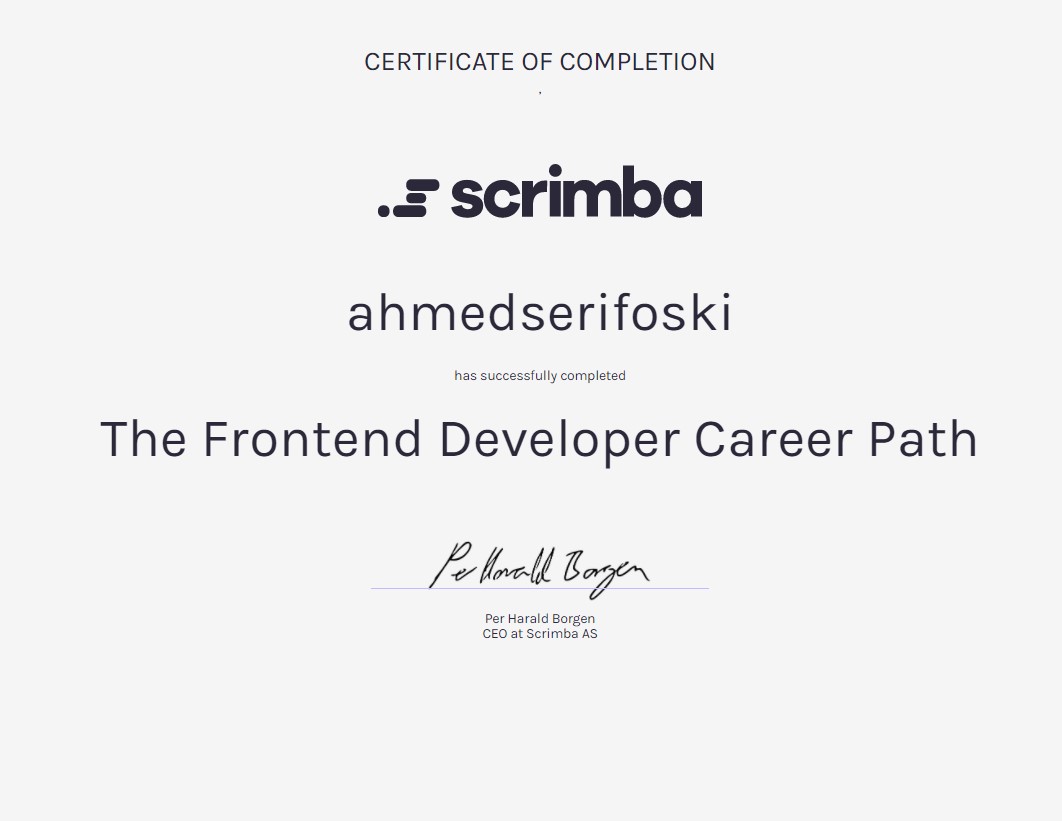 CERTIFICATE OF COMPLETION
.
scrimba
ahmedserifoski
has successfully completed
The Frontend Developer Career Path
Per Harald Borgen
Per Harald Borgen
CEO at Scrimba AS